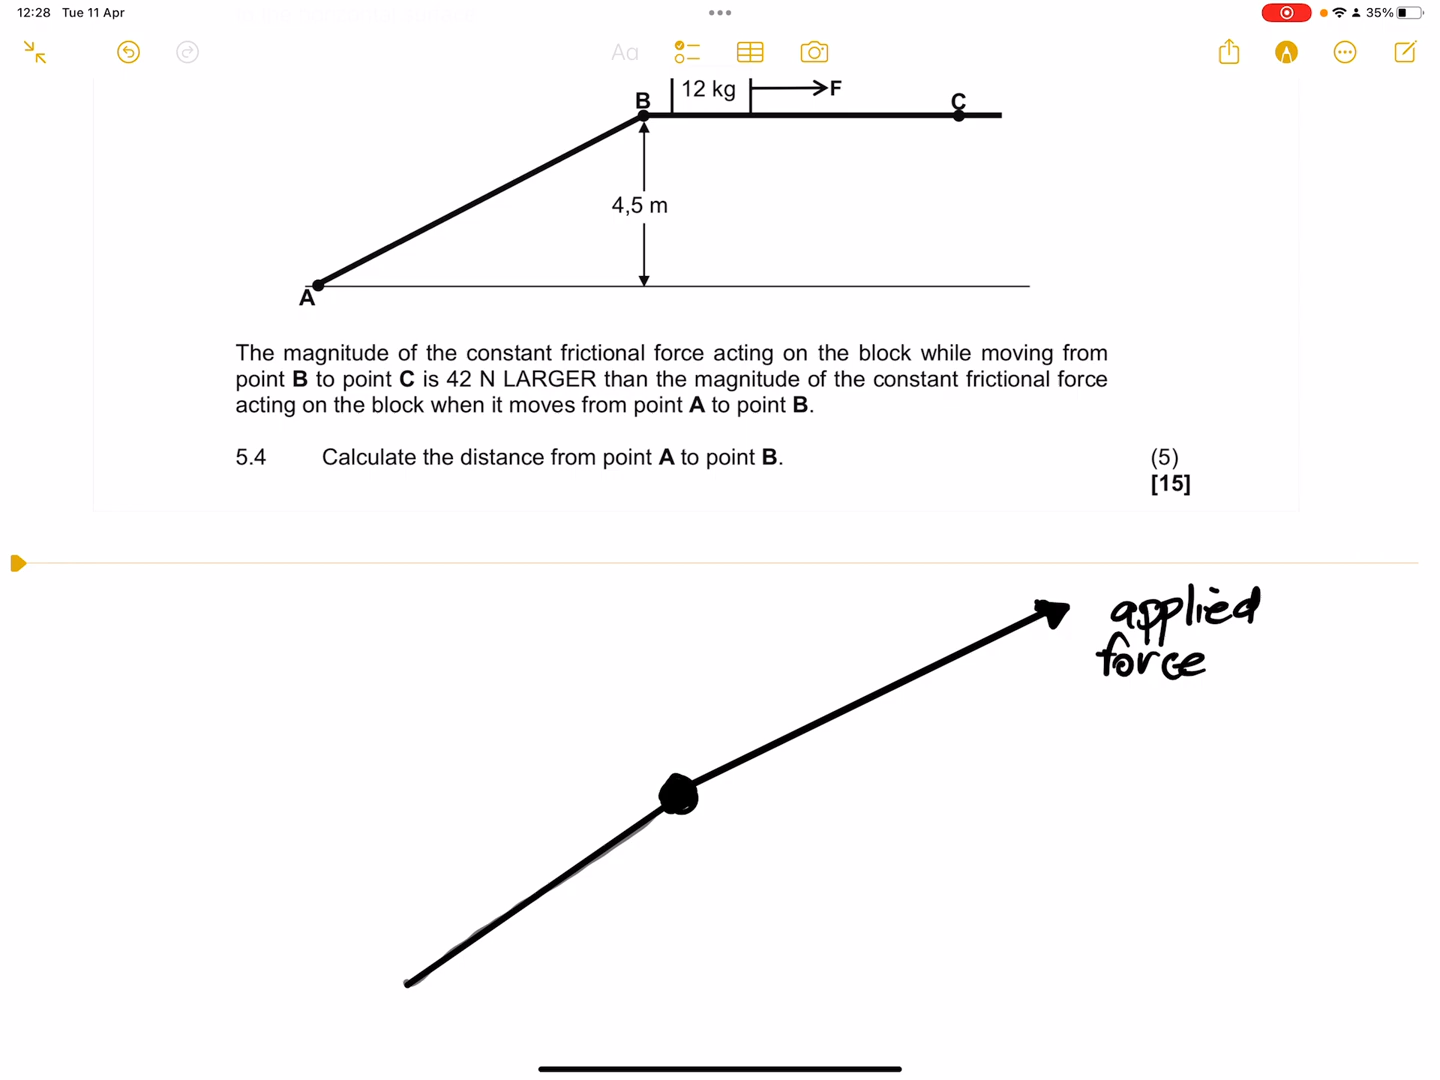 12:28 Tue 11 Apr
35%
Aa
B
12 kg
F
C
4,5 m
A
The magnitude of the constant frictional force acting on the block while moving from
point B to point C is 42 N LARGER than the magnitude of the constant frictional force
acting on the block when it moves from point A to point B.
5.4 Calculate the distance from point A to point B. (5)
[15]
applied
force